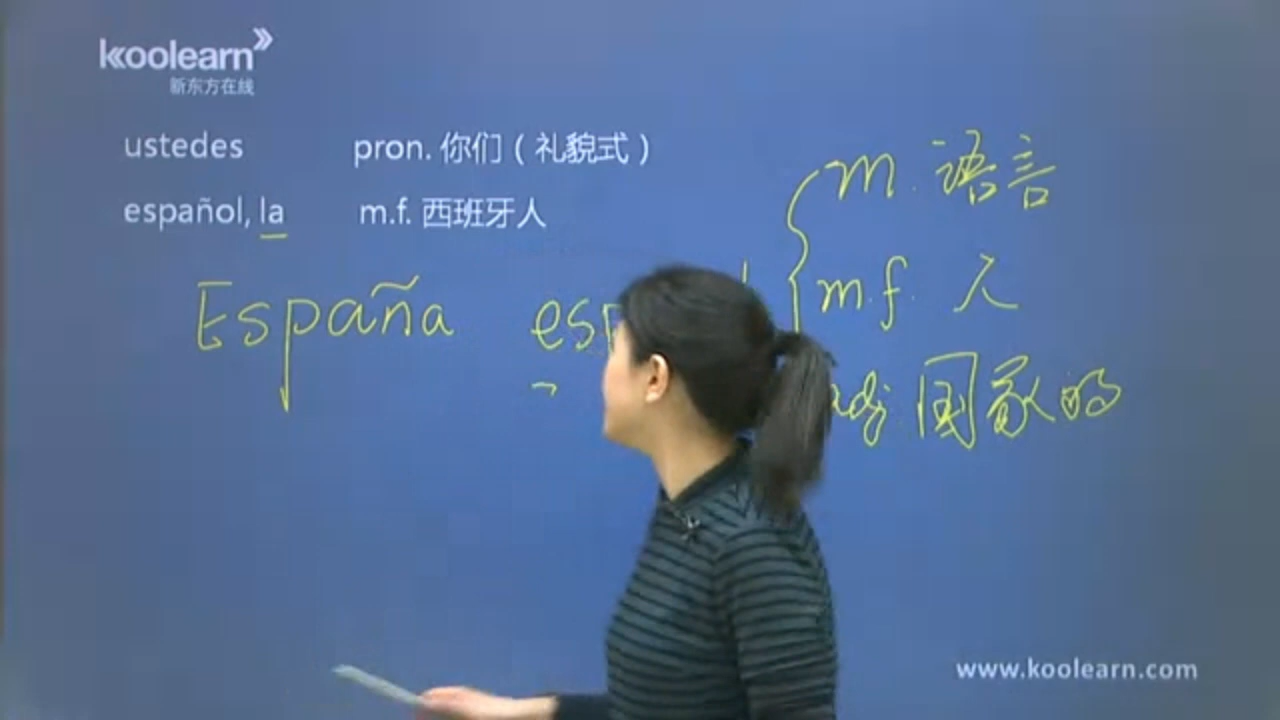 koolearn
新东方在线
ustedes pron. 你们（礼貌式）
español, la m.f. 西班牙人
España esp
m. 语言
m.f. 人
adj 国家的
www.koolearn.com